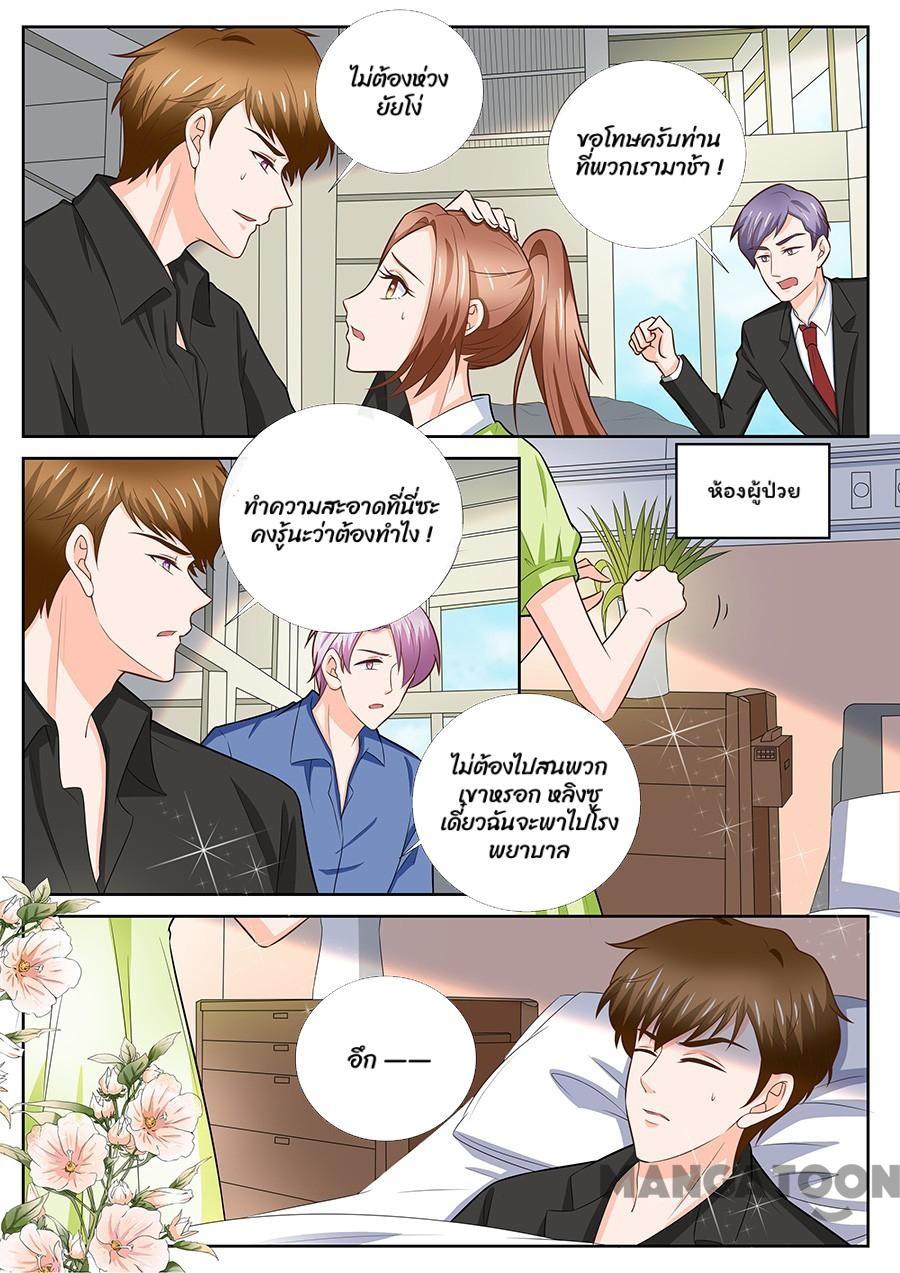 ไม่ต้องห่วง
ยัยโง่
ขอโทษครับท่าน
ที่พวกเรามาช้า !
ทำความสะอาดที่นี่ซะ
คงรู้นะว่าต้องทำไง !
ห้องผู้ป่วย
ไม่ต้องไปสนพวก
เขาหรอก หลิงซู
เดี๋ยวฉันจะพาไปโรง
พยาบาล
อึก ——
MANGATOON